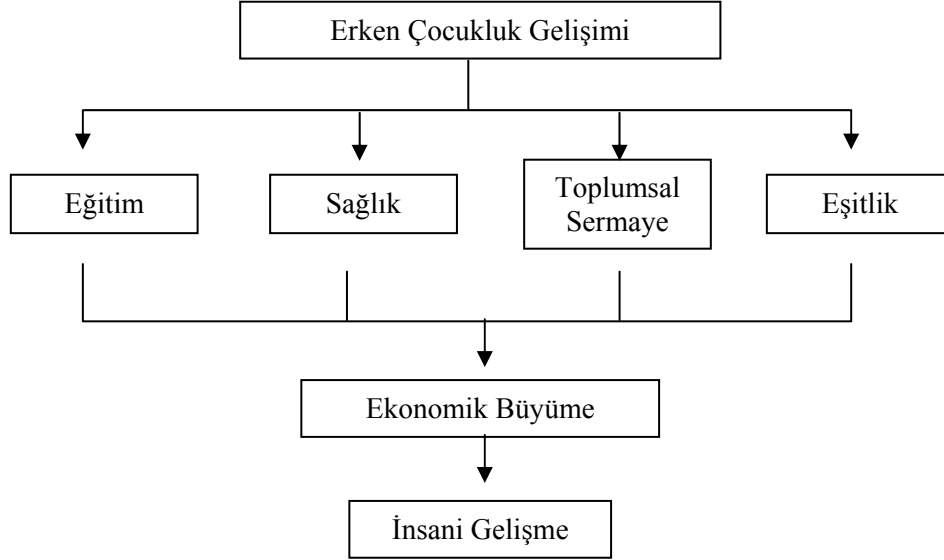 Erken Çocukluk Gelişimi
Eğitim
Sağlık
Toplumsal
Sermaye
Eşitlik
Ekonomik Büyüme
İnsani Gelişme